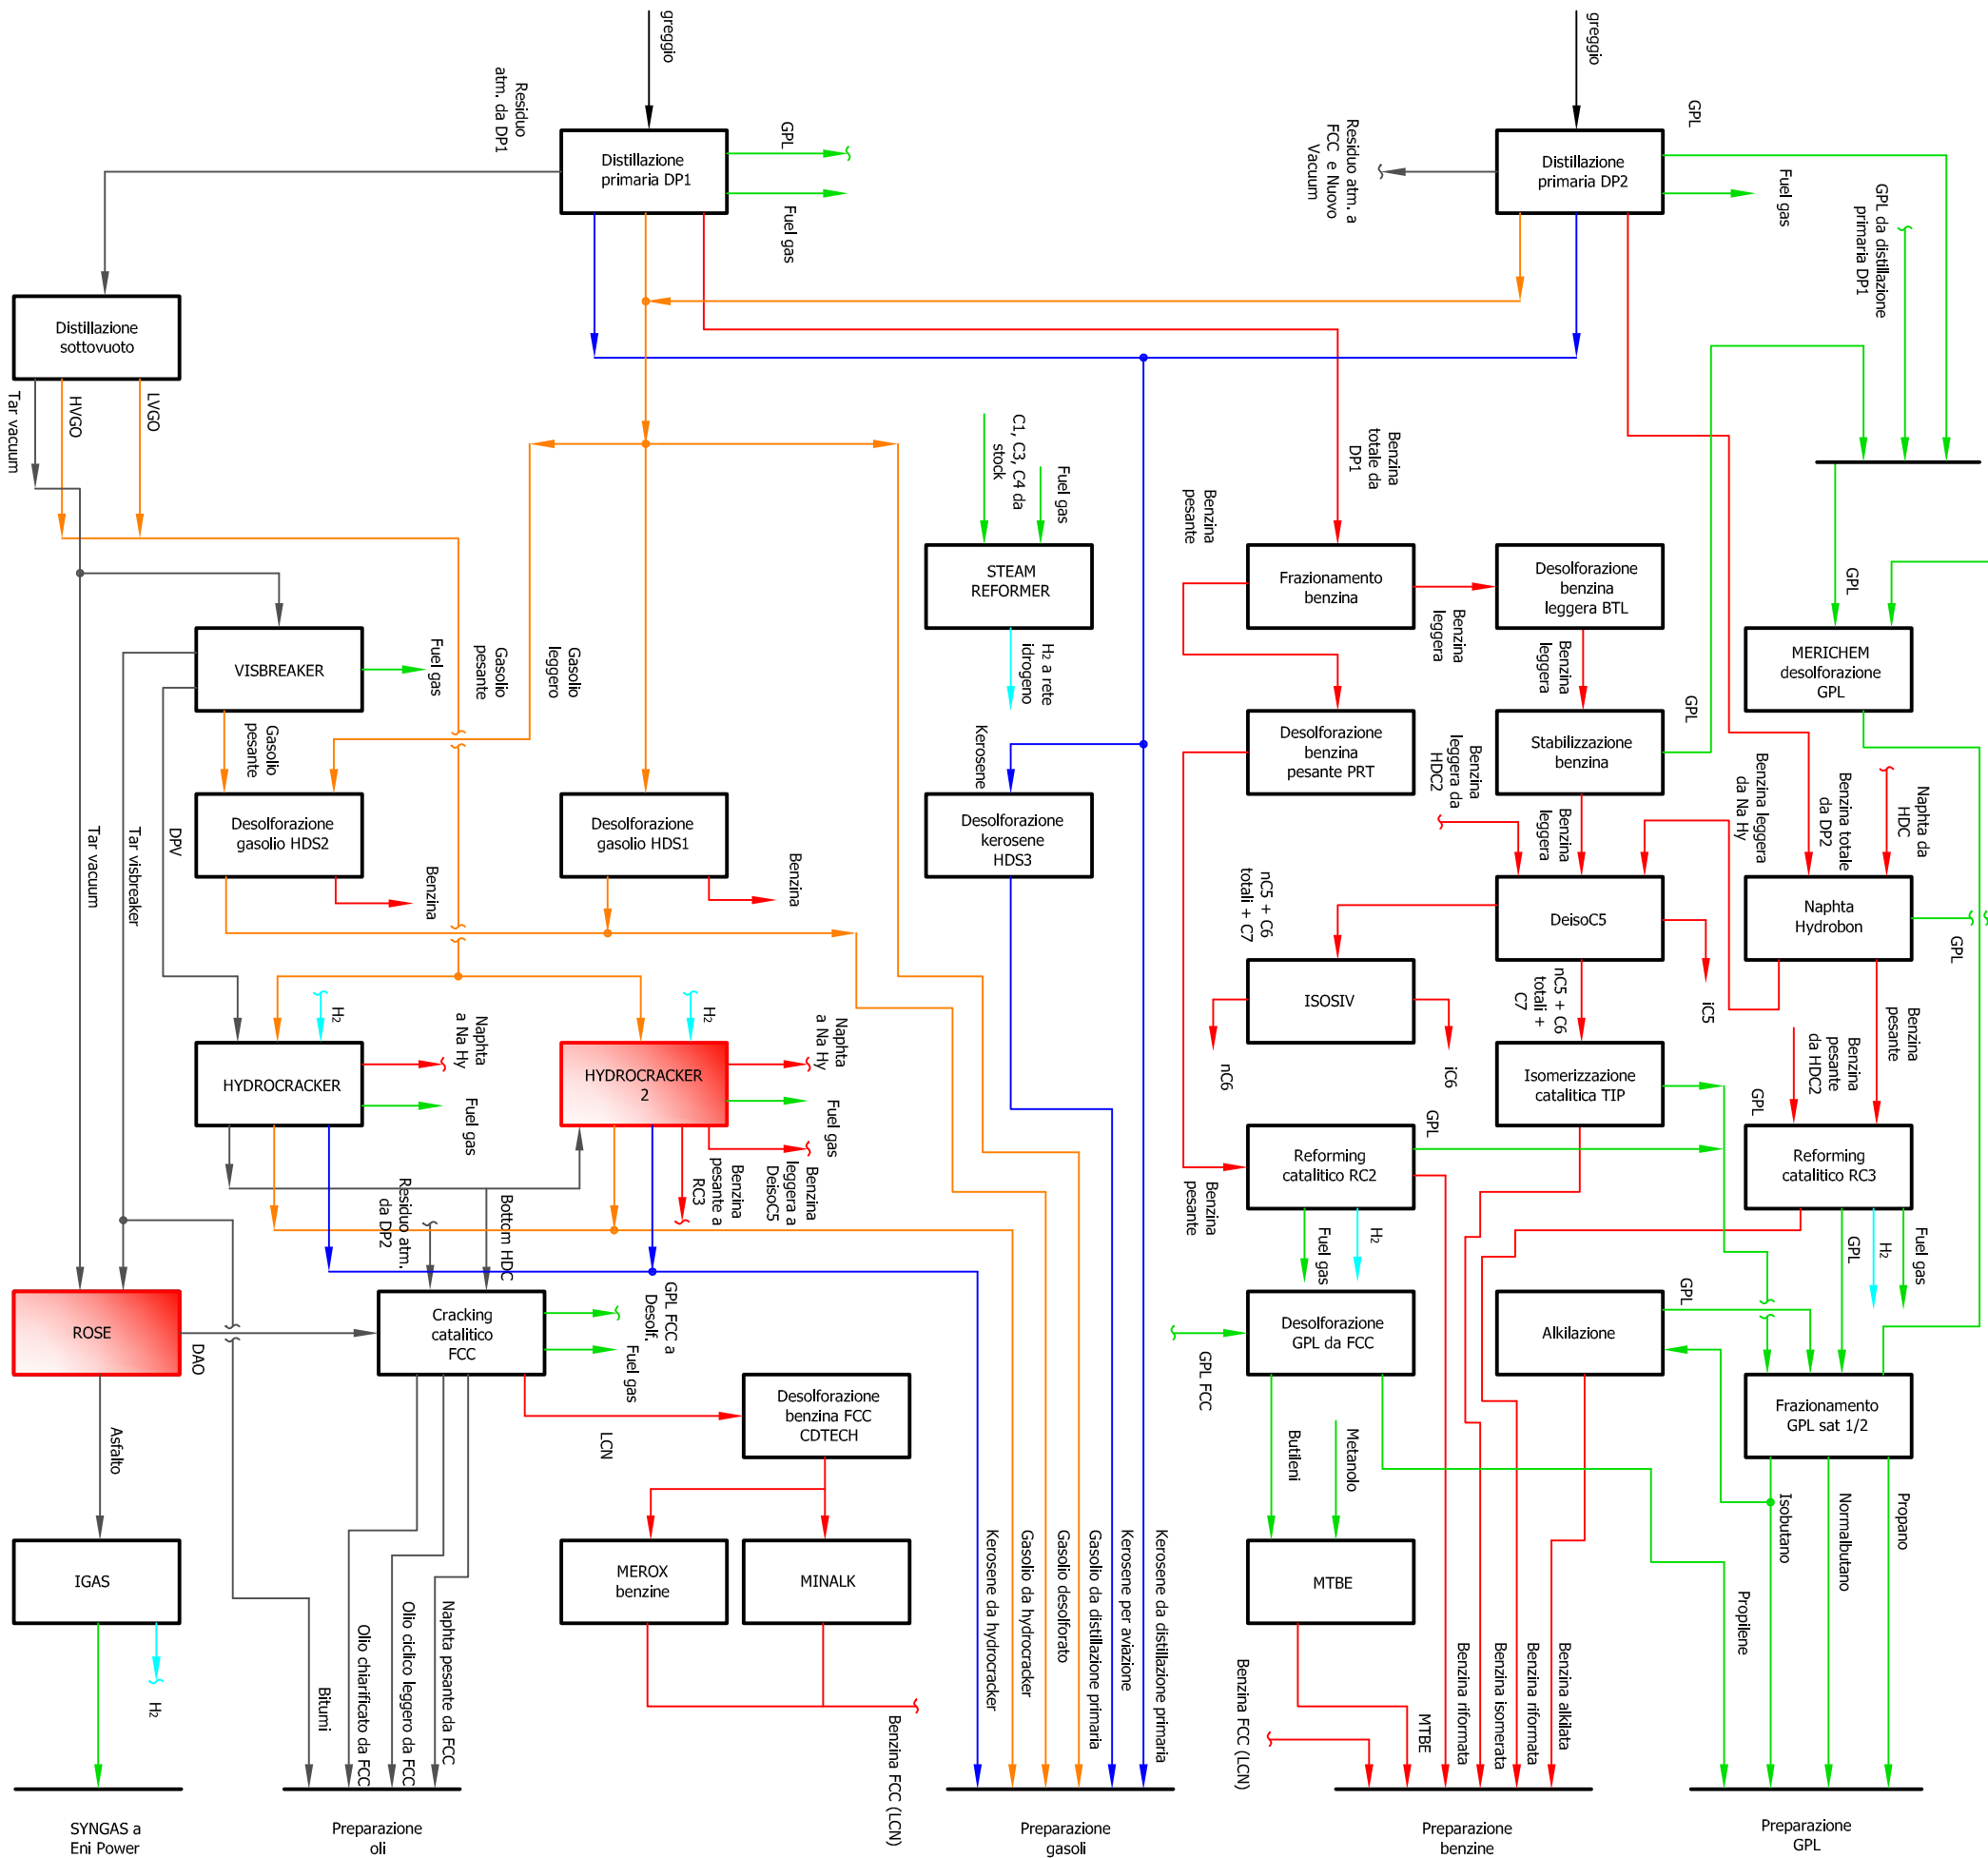 greggio
greggio
GPL
Residuo
atm. da DP1
Distillazione
primaria DP1
GPL
Fuel gas
Residuo atm. a
FCC e Nuovo
Vacuum
Distillazione
primaria DP2
Fuel gas
GPL da distillazione
primaria DP1
Distillazione
sottovuoto
Tar vacuum
HVGO
LVGO
C1, C3, C4 da
stock
Fuel gas
Benzina
totale da
DP1
Benzina
pesante
STEAM
REFORMER
Frazionamento
benzina
Desolforazione
benzina
leggera BTL
GPL
Benzina
leggera
Benzina
leggera
VISBREAKER
Fuel gas
Gasolio
pesante
Gasolio
leggero
H2 a rete
idrogeno
MERICHEM
desolforazione
GPL
Gasolio
pesante
Kerosene
Desolforazione
benzina
pesante PRT
Benzina
leggera da
HDC2
Stabilizzazione
benzina
GPL
Benzina leggera
da Na Hy
Benzina totale
da DP2
Naphta da
HDC
Tar vacuum
Tar visbreaker
DPV
Desolforazione
gasolio HDS2
Benzina
Desolforazione
gasolio HDS1
Benzina
Desolforazione
kerosene
HDS3
Benzina
leggera
nC5 + C6
totali + C7
DeisoC5
Naphta
Hydrobon
GPL
nC5 + C6
totali +
C7
iC5
ISOSIV
nC6
iC6
Benzina
pesante
Benzina
pesante
da HDC2
H2
Naphta
a Na Hy
H2
Naphta
a Na Hy
HYDROCRACKER
Fuel gas
HYDROCRACKER
2
Fuel gas
Isomerizzazione
catalitica TIP
GPL
GPL
Benzina
pesante
Reforming
catalitico RC2
Reforming
catalitico RC3
Residuo atm.
da DP2
Bottom HDC
Benzina
pesante a
RC3
Benzina
leggera a
DeisoC5
Fuel gas
H2
GPL
H2
Fuel gas
ROSE
DAO
Cracking
catalitico
FCC
GPL FCC a
Desolf.
Fuel gas
GPL FCC
Desolforazione
GPL da FCC
Alkilazione
GPL
Frazionamento
GPL sat 1/2
Asfalto
LCN
Desolforazione
benzina FCC
CDTECH
Butileni
Metanolo
Isobutano
Normalbutano
Propano
IGAS
H2
Bitumi
Olio chiarificato da FCC
Olio ciclico leggero da FCC
Naphta pesante da FCC
MEROX
benzine
MINALK
Benzina FCC (LCN)
Kerosene da hydrocracker
Gasolio da hydrocracker
Gasolio desolforato
Gasolio da distillazione primaria
Kerosene per aviazione
Kerosene da distillazione primaria
MTBE
Benzina FCC (LCN)
MTBE
Benzina riformata
Benzina isomerata
Benzina riformata
Benzina alkilata
Propilene
SYNGAS a
Eni Power
Preparazione
oli
Preparazione
gasoli
Preparazione
benzine
Preparazione
GPL